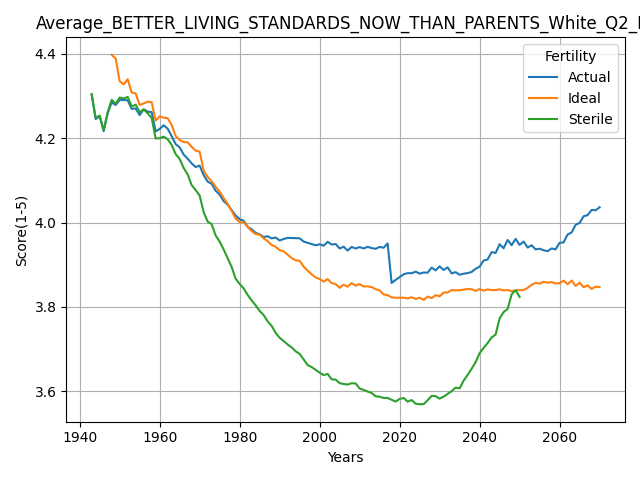 Average_BETTER_LIVING_STANDARDS_NOW_THAN_PARENTS_White_Q2_
Fertility
Actual
Ideal
Sterile
Score(1-5)
4.4
4.2
4.0
3.8
3.6
1940 1960 1980 2000 2020 2040 2060
Years